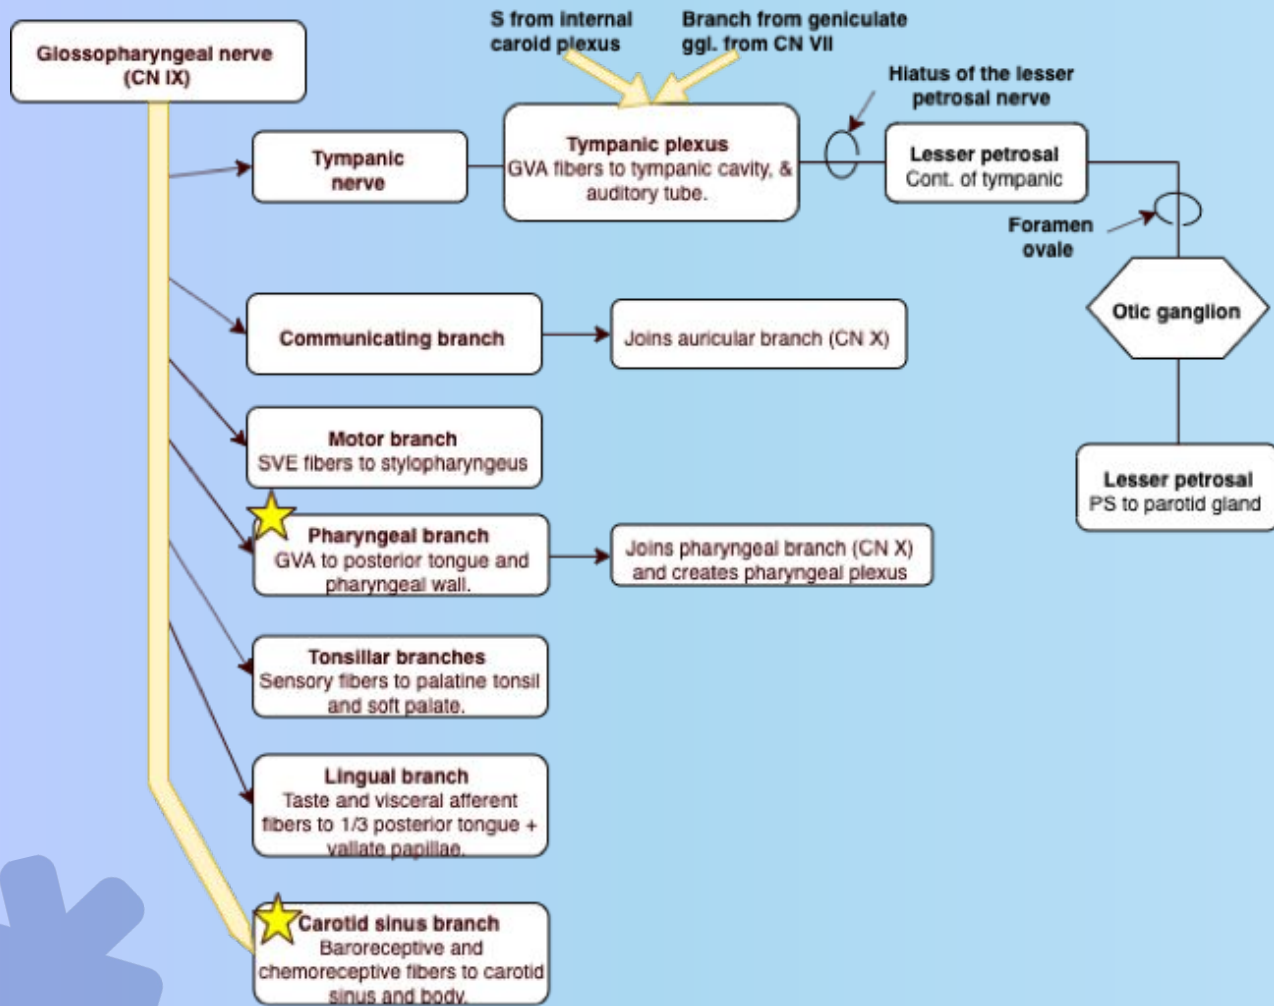 Glossopharyngeal nerve
(CN IX)
S from internal
caroid plexus
Branch from geniculate
ggl. from CN VII
Hiatus of the lesser
petrosal nerve
Tympanic
nerve
Tympanic plexus
GVA fibers to tympanic cavity, &
auditory tube.
Lesser petrosal
Cont. of tympanic
Foramen
ovale
Otic ganglion
Lesser petrosal
PS to parotid gland
Communicating branch
Joins auricular branch (CN X)
Motor branch
SVE fibers to stylopharyngeus
Pharyngeal branch
GVA to posterior tongue and
pharyngeal wall.
Joins pharyngeal branch (CN X)
and creates pharyngeal plexus
Tonsillar branches
Sensory fibers to palatine tonsil
and soft palate.
Lingual branch
Taste and visceral afferent
fibers to 1/3 posterior tongue +
vallate papillae.
Carotid sinus branch
Baroreceptive and
chemoreceptive fibers to carotid
sinus and body.